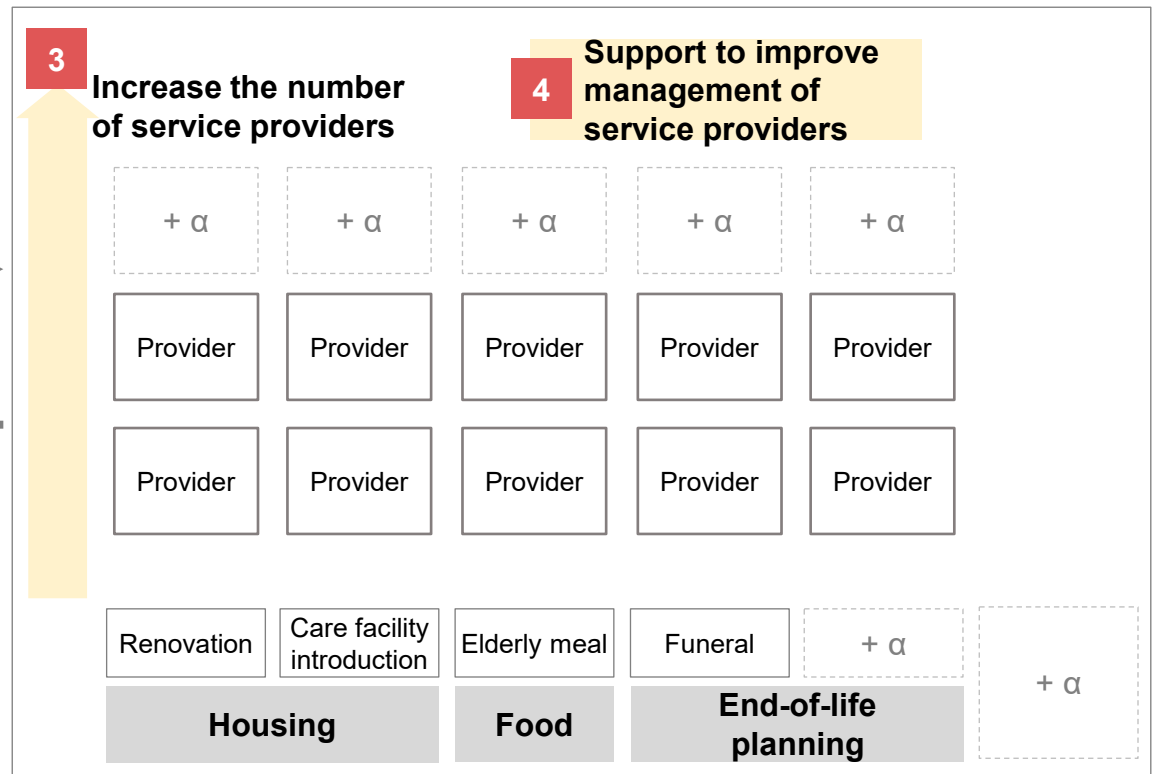 3
Increase the number
of service providers
4
Support to improve
management of
service providers
+ α
+ α
+ α
+ α
+ α
Provider
Provider
Provider
Provider
Provider
Provider
Provider
Provider
Provider
Provider
Renovation
Care facility
introduction
Elderly meal
Funeral
+ α
+ α
Housing
Food
End-of-life
planning